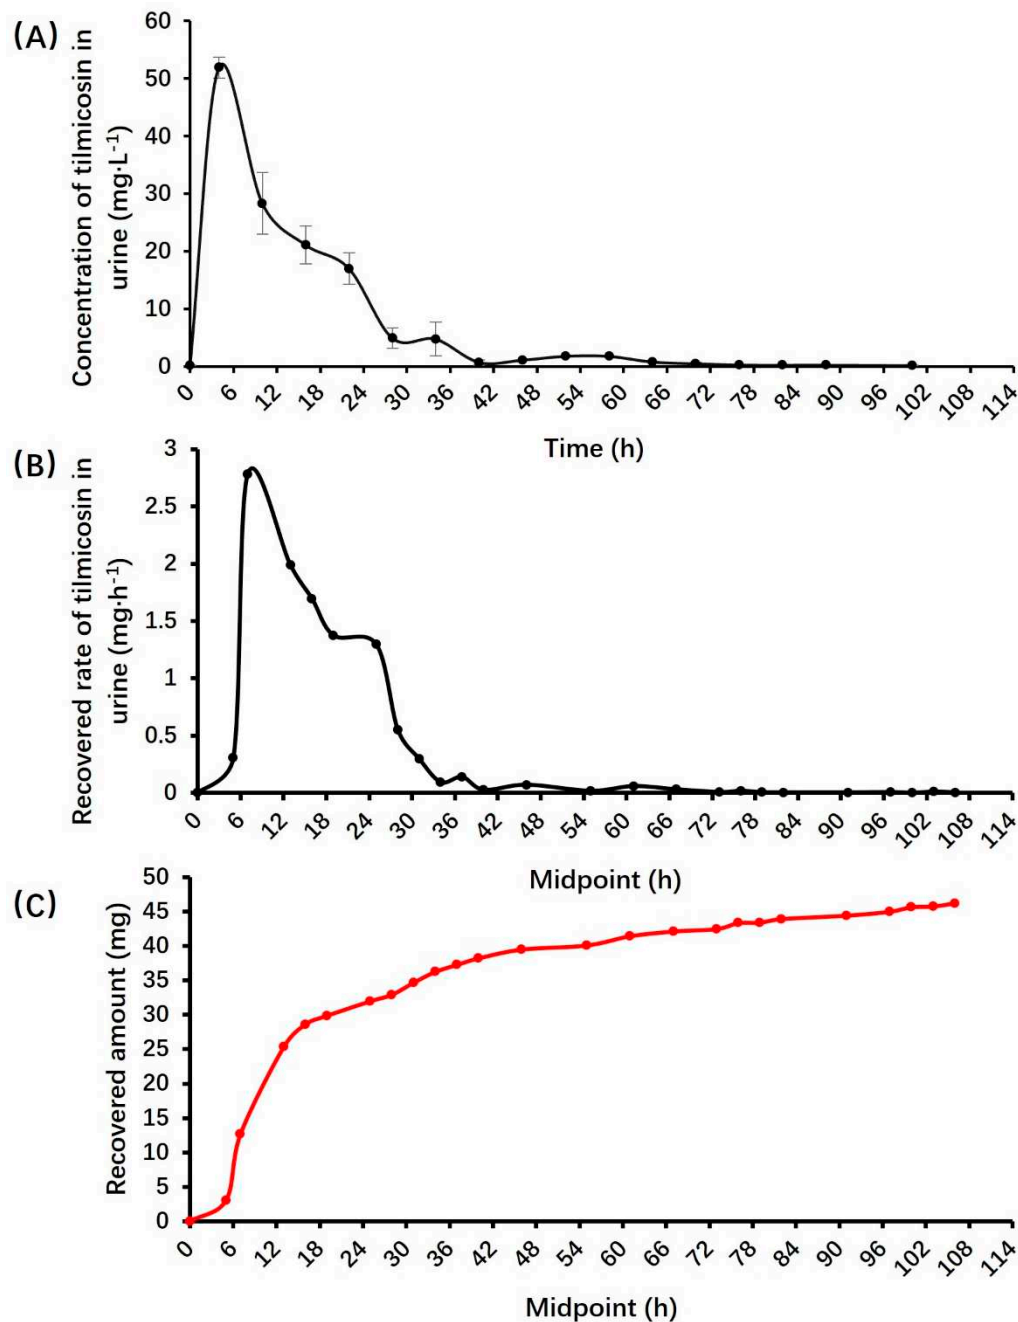 (A)
Concentration of tilmicosin in
urine (mg·L-1)
60
50
40
30
20
10
0
0 6 12 18 24 30 36 42 48 54 60 66 72 78 84 90 96 102 108 114
Time (h)
(B)
Recovered rate of tilmicosin in
urine (mg·h-1)
3
2.5
2
1.5
1
0.5
0
0 6 12 18 24 30 36 42 48 54 60 66 72 78 84 90 96 102 108 114
Midpoint (h)
(C)
Recovered amount (mg)
50
45
40
35
30
25
20
15
10
5
0
0 6 12 18 24 30 36 42 48 54 60 66 72 78 84 90 96 102 108 114
Midpoint (h)